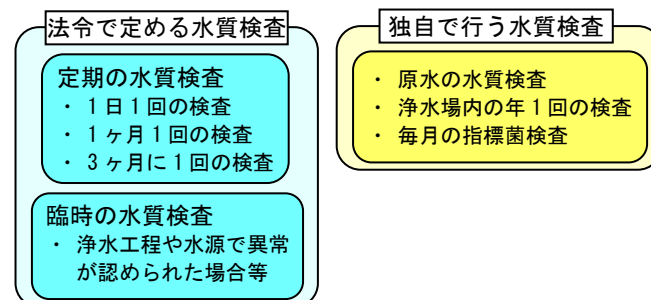 法令で定める水質検査
定期の水質検査
・ 1日1回の検査
・ 1ヶ月1回の検査
・ 3ヶ月に1回の検査
臨時の水質検査
・ 浄水工程や水源で異常
が認められた場合等
独自で行う水質検査
・ 原水の水質検査
・ 浄水場内の年1回の検査
・ 毎月の指標菌検査